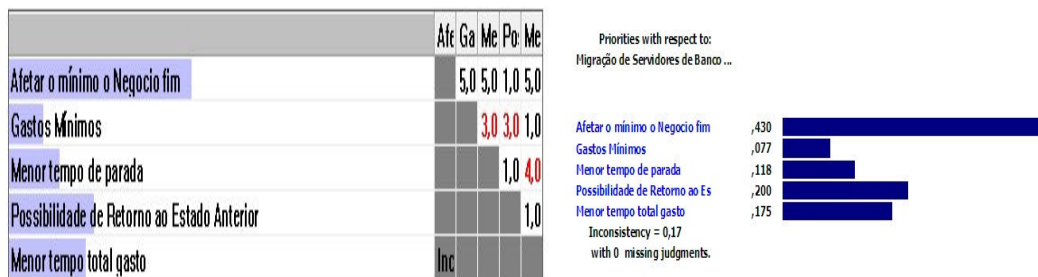 Afe Ga Me Po: Me
Afetar o mínimo o Negocio fim 5,0 5,0 1,0 5,0
Gastos Mínimos 3,0 3,0 1,0
Menor tempo de parada 1,0 4,0
Possibilidade de Retorno ao Estado Anterior 1,0
Menor tempo total gasto Inc
Priorities with respect to:
Migração de Servidores de Banco ...
Afetar o mínimo o Negocio fim ,430
Gastos Mínimos ,077
Menor tempo de parada ,118
Possibilidade de Retorno ao Es ,200
Menor tempo total gasto ,175
Inconsistency = 0,17
with 0 missing judgments.